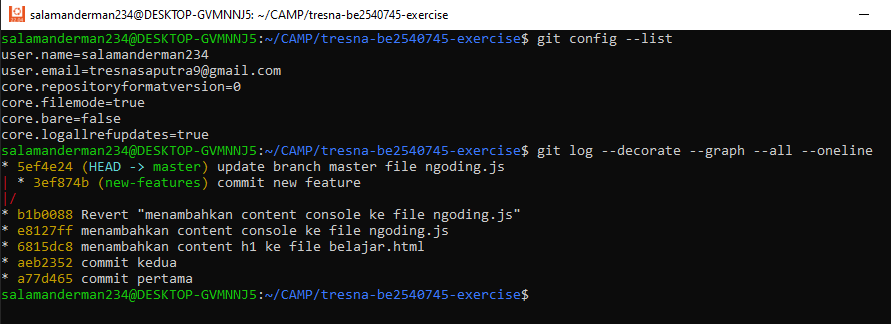 salamanderman234@DESKTOP-GVMNNJ5: ~/CAMP/tresna-be2540745-exercise
salamanderman234@DESKTOP-GVMNNJ5:~/CAMP/tresna-be2540745-exercise$ git config --list
user.name=salamanderman234
user.email=tresnasaputra9@gmail.com
core.repositoryformatversion=0
core.filemode=true
core.bare=false
core.logallrefupdates=true
salamanderman234@DESKTOP-GVMNNJ5:~/CAMP/tresna-be2540745-exercise$ git log --decorate --graph --all --oneline
* 5ef4e24 (HEAD -> master) update branch master file ngoding.js
| * 3ef874b (new-features) commit new feature
|/
* b1b0088 Revert "menambahkan content console ke file ngoding.js"
* e8127ff menambahkan content console ke file ngoding.js
* 6815dc8 menambahkan content h1 ke file belajar.html
* aeb2352 commit kedua
* a77d465 commit pertama
salamanderman234@DESKTOP-GVMNNJ5:~/CAMP/tresna-be2540745-exercise$